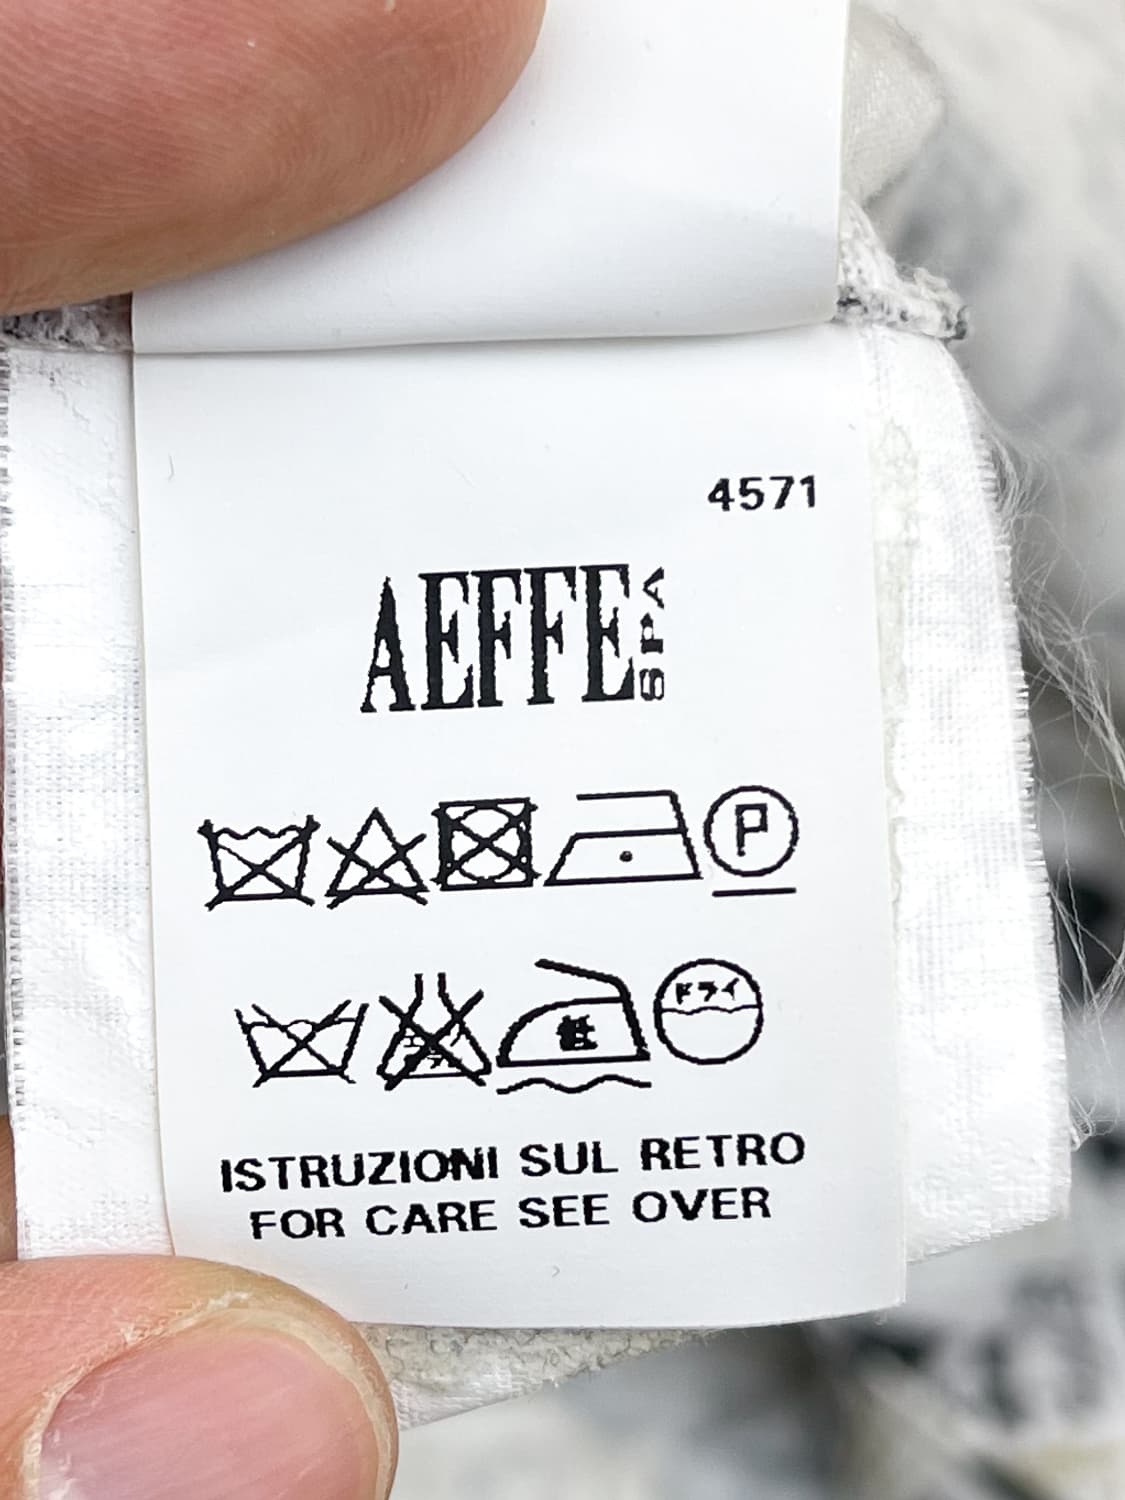 4571
AEFFE SPA
P
ドライ
ISTRUZIONI SUL RETRO
FOR CARE SEE OVER